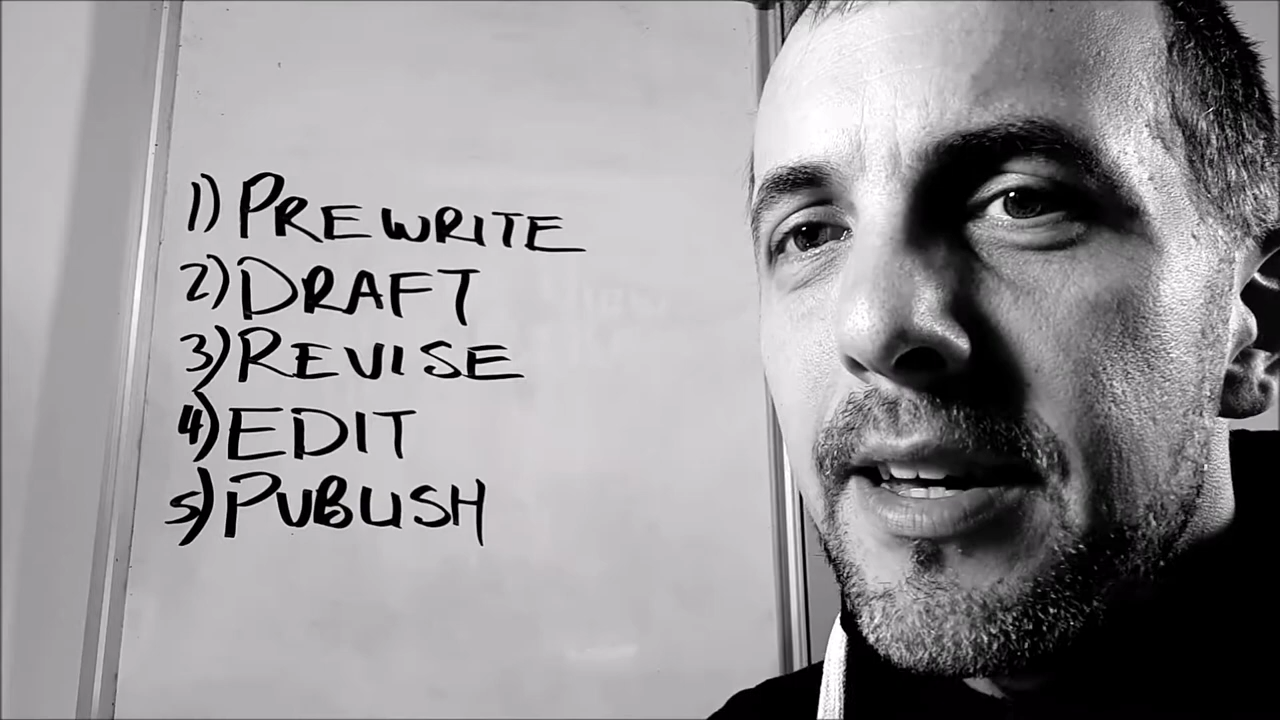 1) PREWRITE
2) DRAFT
3) REVISE
4) EDIT
5) PUBLISH